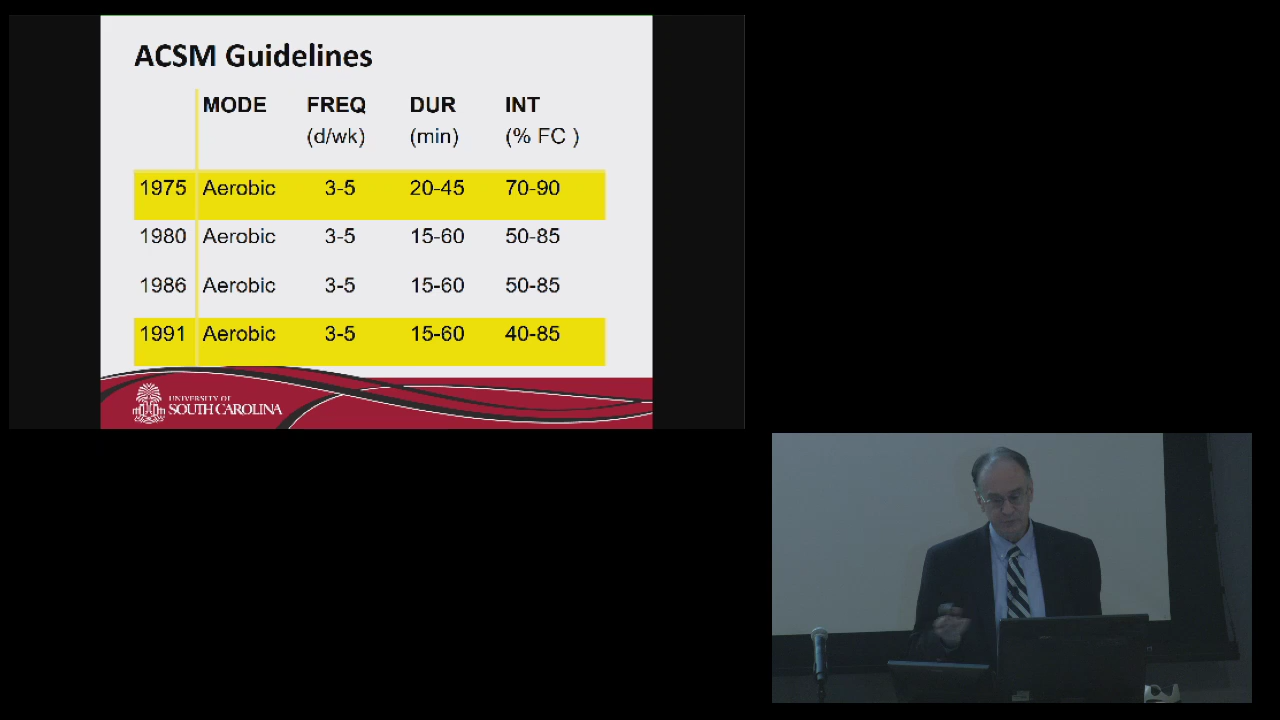 ACSM Guidelines
MODE FREQ DUR INT
(d/wk) (min) (% FC )
1975 Aerobic 3-5 20-45 70-90
1980 Aerobic 3-5 15-60 50-85
1986 Aerobic 3-5 15-60 50-85
1991 Aerobic 3-5 15-60 40-85
UNIVERSITY OF
SOUTH CAROLINA